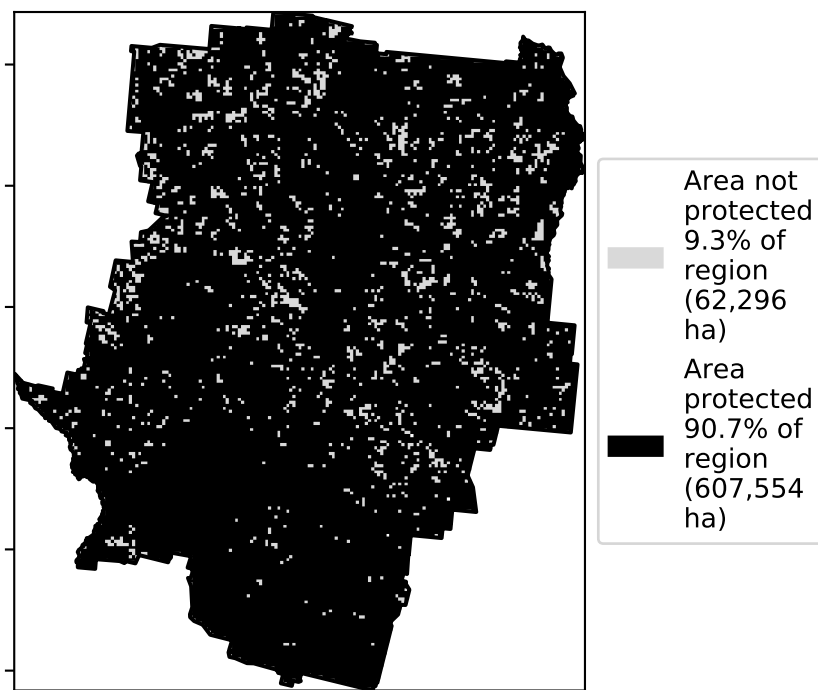 Area not
protected
9.3% of
region
(62,296
ha)
Area
protected
90.7% of
region
(607,554
ha)